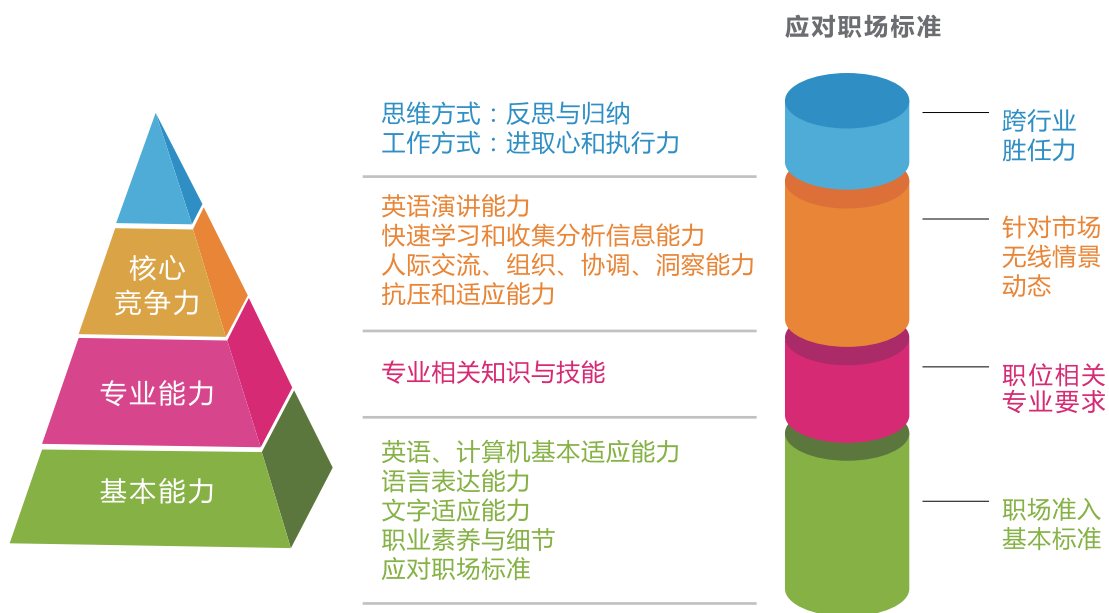 应对职场标准
思维方式：反思与归纳
工作方式：进取心和执行力
跨行业
胜任力
核心
竞争力
英语演讲能力
快速学习和收集分析信息能力
人际交流、组织、协调、洞察能力
抗压和适应能力
针对市场
无线情景
动态
专业能力
专业相关知识与技能
职位相关
专业要求
基本能力
英语、计算机基本适应能力
语言表达能力
文字适应能力
职业素养与细节
应对职场标准
职场准入
基本标准